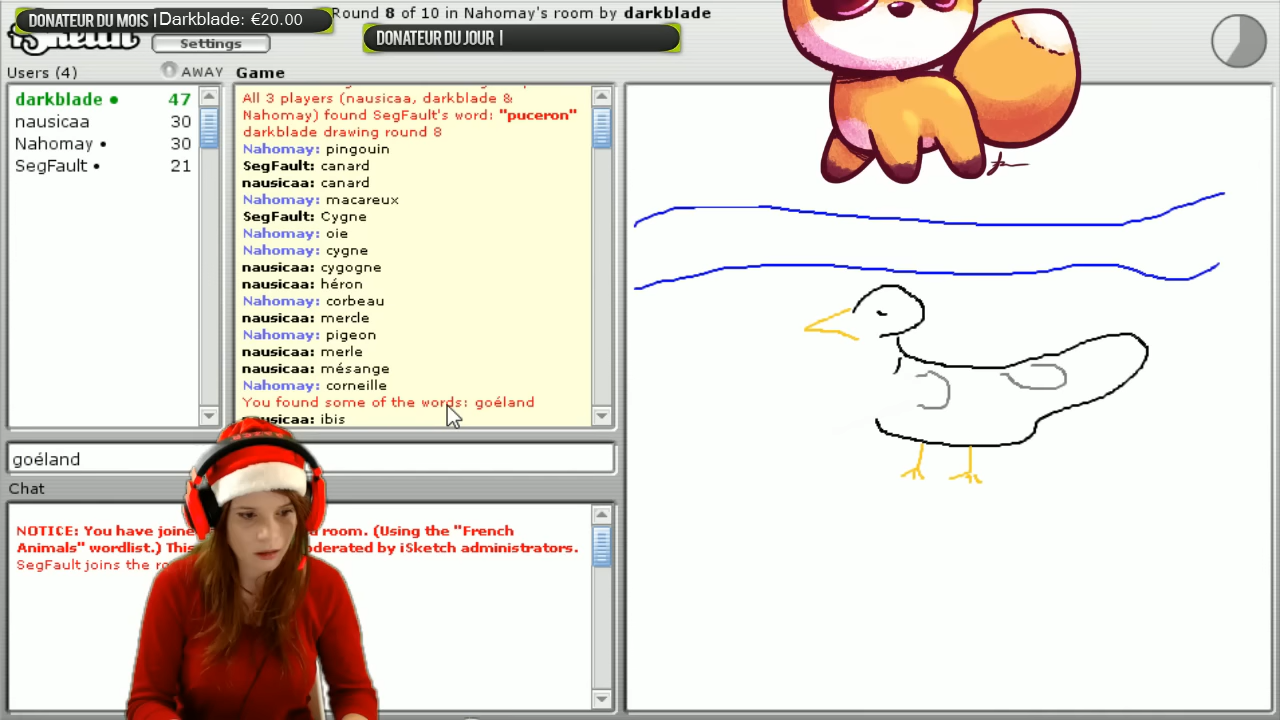 DONATEUR DU MOIS | Darkblade: €20.00
Round 8 of 10 in Nahomay's room by darkblade
iSketch
Settings
DONATEUR DU JOUR |
Users (4)
AWAY
Game
darkblade 47
nausicaa 30
Nahomay 30
SegFault 21
All 3 players (nausicaa, darkblade &
Nahomay) found SegFault's word: "puceron"
darkblade drawing round 8
Nahomay: pingouin
SegFault: canard
nausicaa: canard
Nahomay: macareux
SegFault: Cygne
Nahomay: oie
Nahomay: cygne
nausicaa: cygogne
nausicaa: héron
Nahomay: corbeau
nausicaa: mercle
Nahomay: pigeon
nausicaa: merle
nausicaa: mésange
Nahomay: corneille
You found some of the words: goéland
nausicaa: ibis
goéland
Chat
NOTICE: You have joine room. (Using the "French
Animals" wordlist.) This oderated by iSketch administrators.
SegFault joins the ro